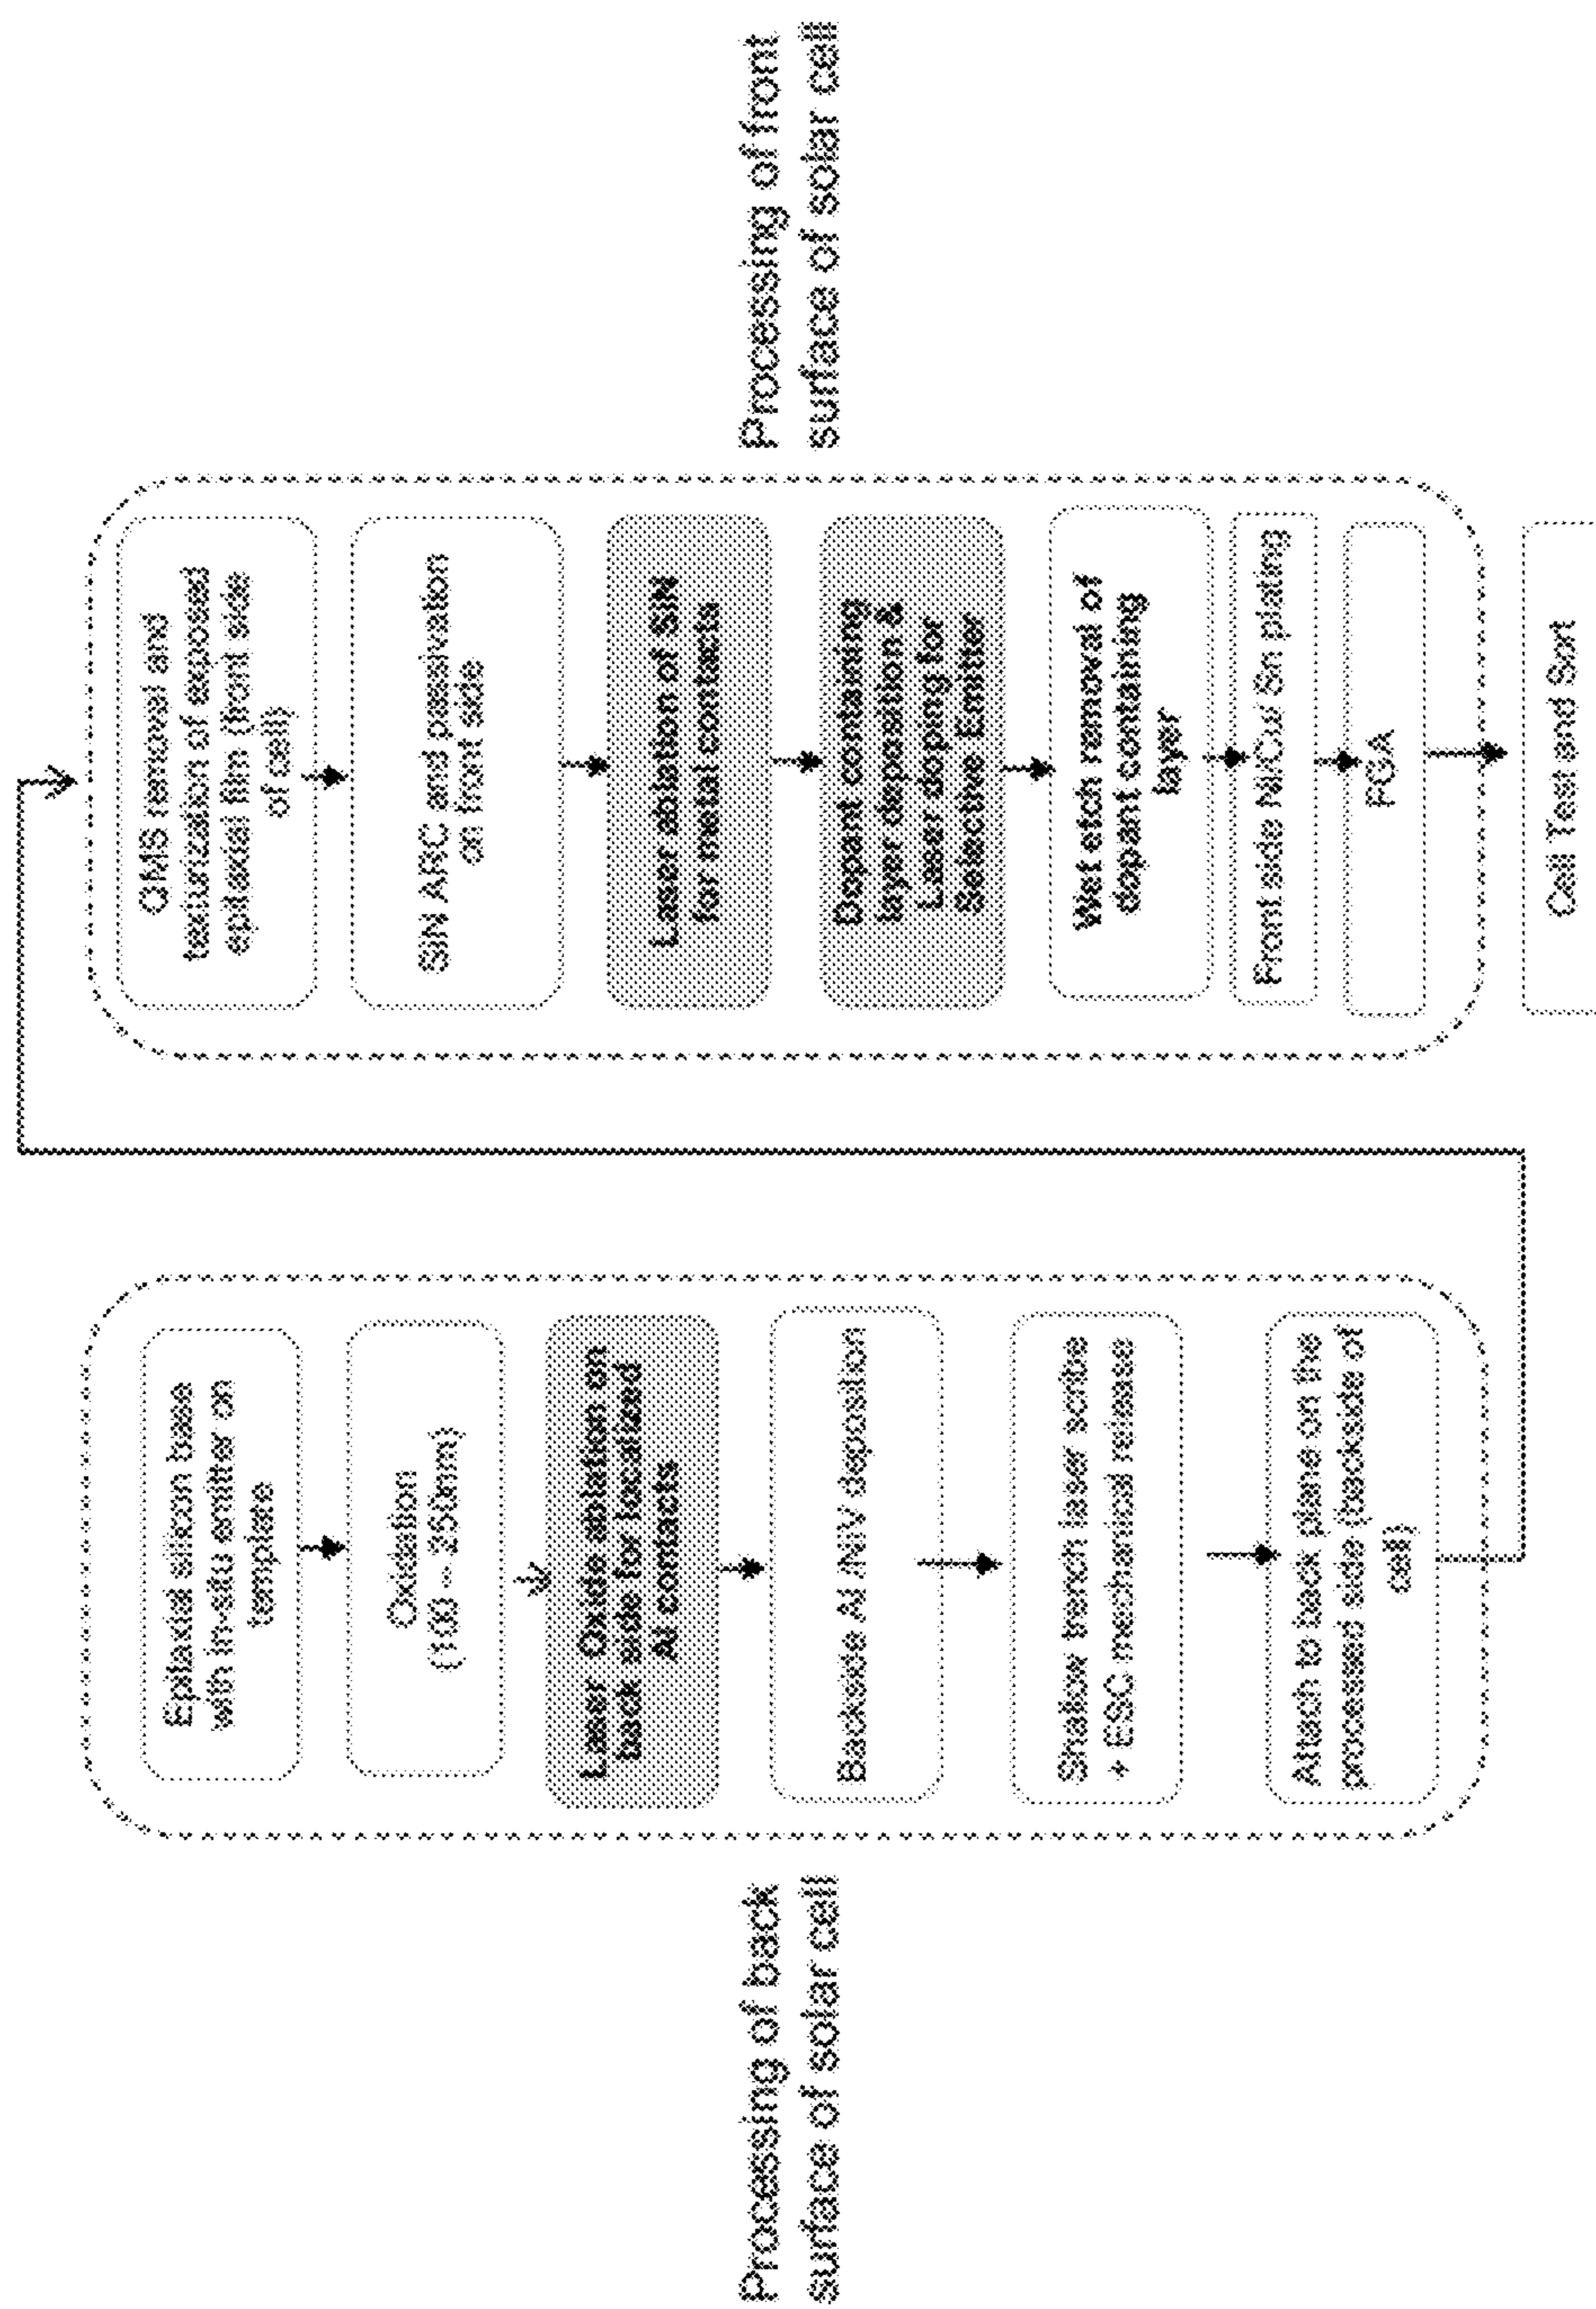 Processing of back
surface of solar cell
Epilaxial silicon base
with in-situ emitter on
template
Oxidation
(100 – 250nm)
Laser Oxide ablation on
back side for localized
Al contacts
Backside Al /NiV deposition
Shallow trench laser scribe
+ ESC mechanical release
Attach to back plane on the
processed side (backside of
cell)
QMS removal and
texturization of exposed
epilaxial film (front side
of cell)
SiN ARC and passivation
on front side
Laser ablation of SiN
for metal contacts
Dopant containing
layer deposition &
Laser doping for
Selective Emitter
Wet etch removal of
dopant containing
layer
Front side Ni/Cu/ Sn plating
FGA
Cell Test and Sort
Processing of front
surface of solar cell